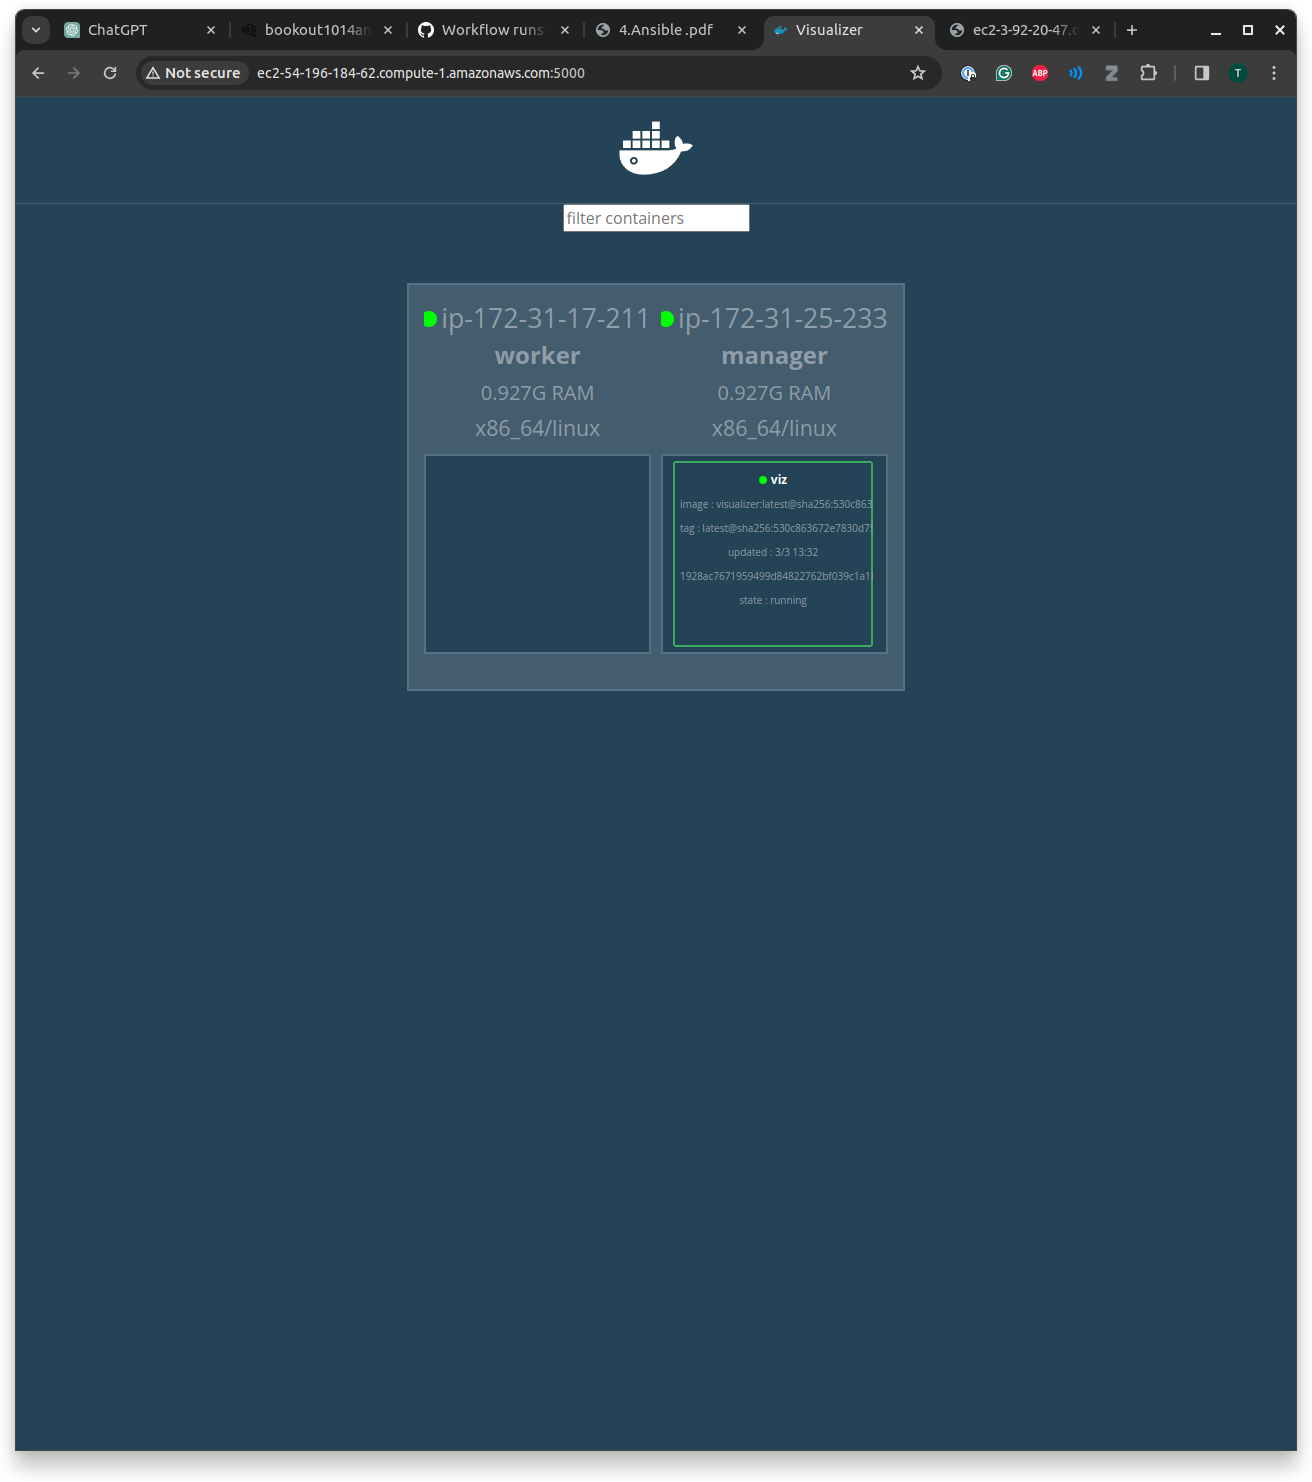 ChatGPT
bookout1014an
Workflow runs
4.Ansible .pdf
Visualizer
ec2-3-92-20-47.c
Not secure
ec2-54-196-184-62.compute-1.amazonaws.com:5000
ABP
T
filter containers
ip-172-31-17-211
worker
0.927G RAM
x86_64/linux
ip-172-31-25-233
manager
0.927G RAM
x86_64/linux
viz
image : visualizer:latest@sha256:530c863
tag : latest@sha256:530c863672e7830d7
updated : 3/3 13:32
1928ac7671959499d84822762bf039c1a1
state : running